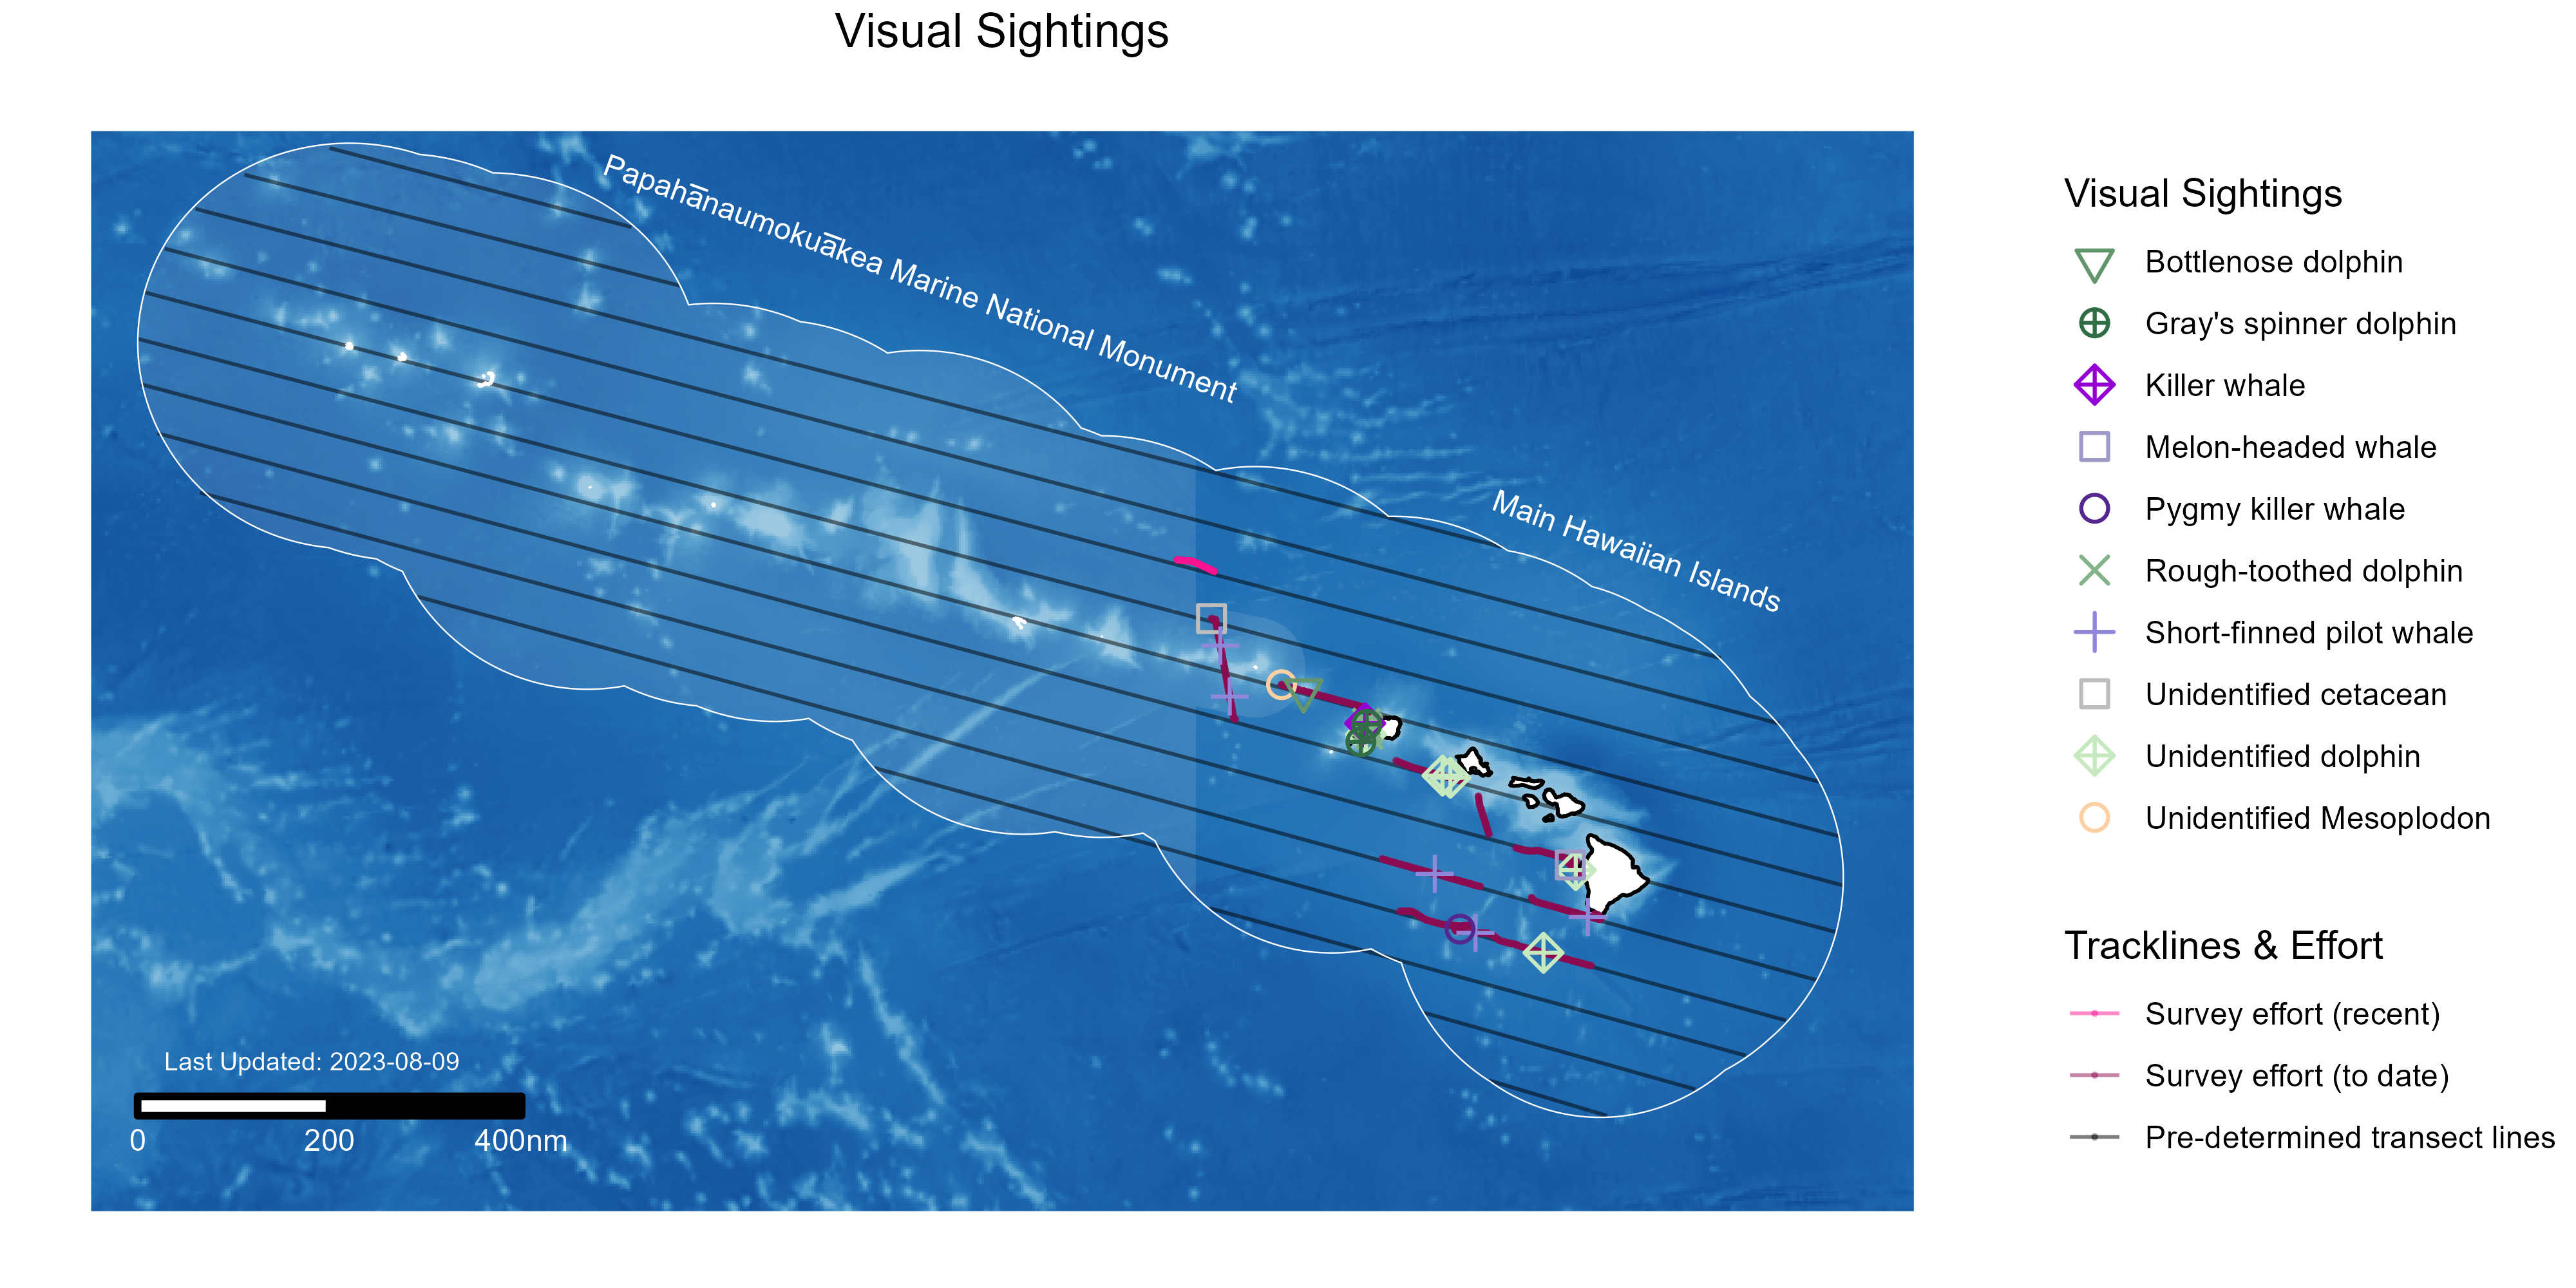 Visual Sightings
Papahānaumokuākea Marine National Monument
Main Hawaiian Islands
Last Updated: 2023-08-09
0 200 400nm
Visual Sightings
Bottlenose dolphin
Gray's spinner dolphin
Killer whale
Melon-headed whale
Pygmy killer whale
Rough-toothed dolphin
Short-finned pilot whale
Unidentified cetacean
Unidentified dolphin
Unidentified Mesoplodon
Tracklines & Effort
Survey effort (recent)
Survey effort (to date)
Pre-determined transect lines